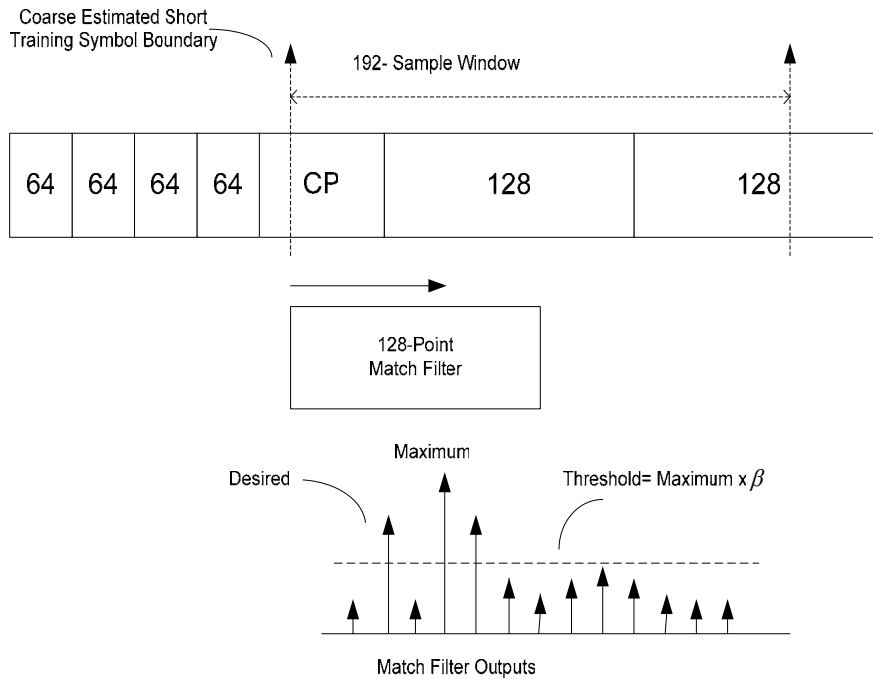 Coarse Estimated Short
Training Symbol Boundary
192- Sample Window
64 64 64 64 CP 128 128
128-Point
Match Filter
Maximum
Desired
Threshold= Maximum x β
Match Filter Outputs